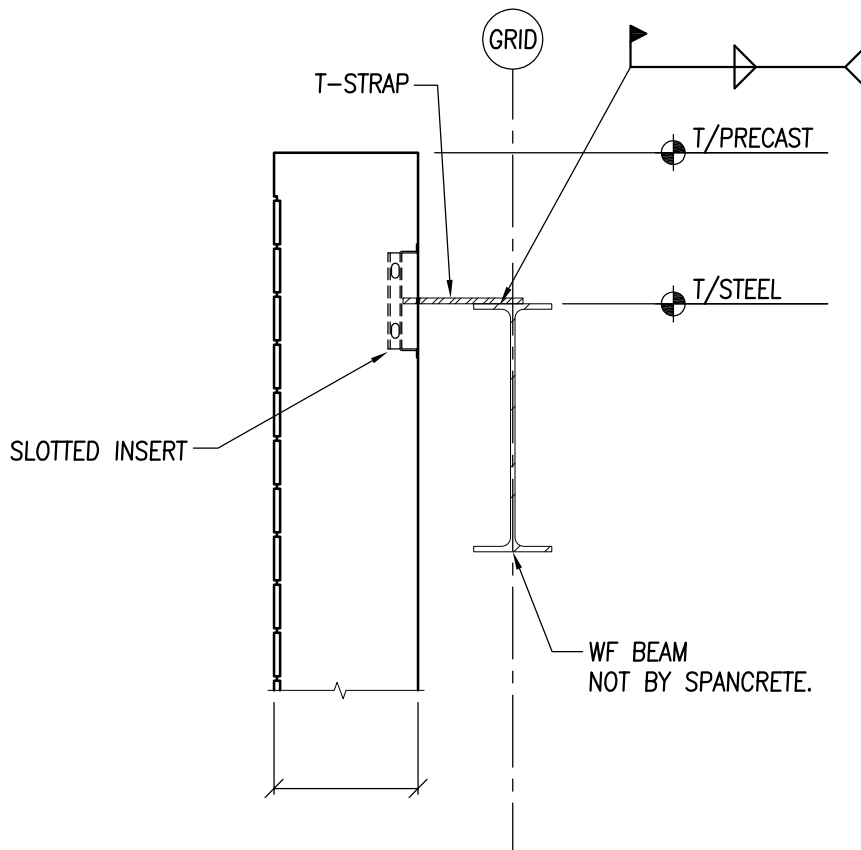 GRID
T-STRAP
T/PRECAST
T/STEEL
SLOTTED INSERT
WF BEAM
NOT BY SPANCRETE.